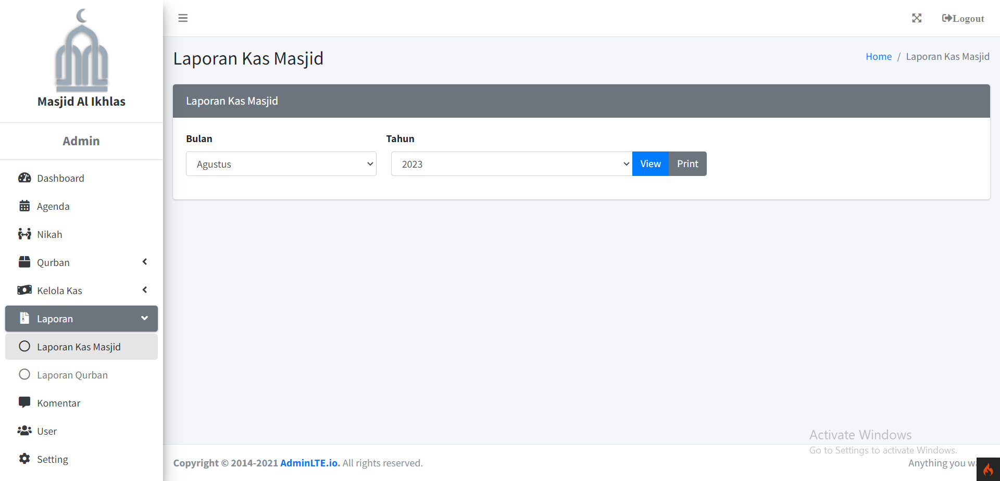 Masjid Al Ikhlas
Admin
Dashboard
Agenda
Nikah
Qurban
Kelola Kas
Laporan
Laporan Kas Masjid
Laporan Qurban
Komentar
User
Setting
Logout
Laporan Kas Masjid
Home / Laporan Kas Masjid
Laporan Kas Masjid
Bulan Tahun
Agustus 2023 View Print
Activate Windows
Go to Settings to activate Windows.
Copyright © 2014-2021 AdminLTE.io. All rights reserved.
Anything you